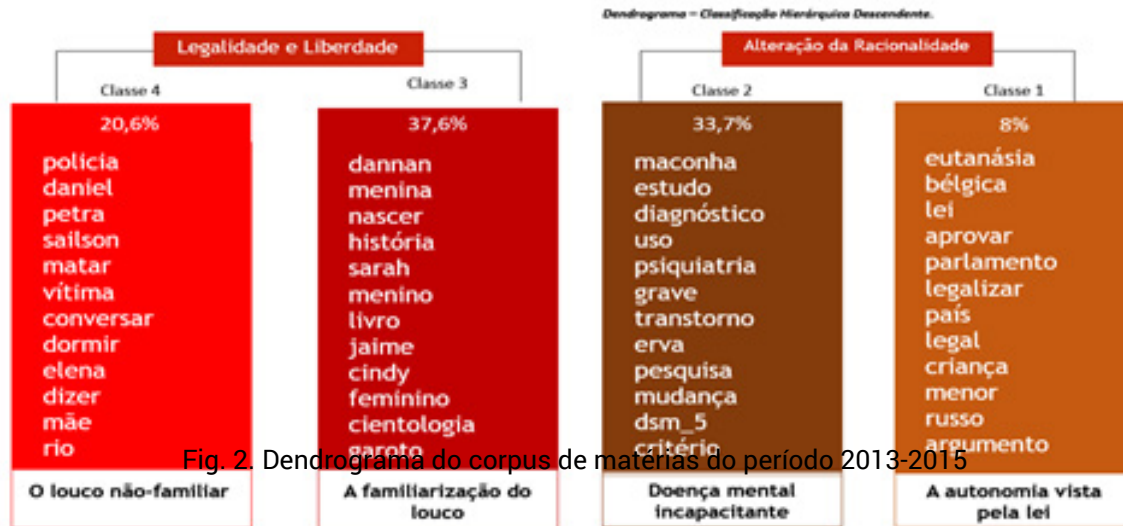 Dendrograma – Classificação Hierárquica Descendente.
Legalidade e Liberdade
Alteração da Racionalidade
Classe 4
20,6%
policia
daniel
petra
sailson
matar
vítima
conversar
dormir
elena
dizer
mãe
rio
O louco não-familiar
Classe 3
37,6%
dannan
menina
nascer
história
sarah
menino
livro
jaime
cindy
feminino
cientologia
garoto
A familiarização do
louco
Classe 2
33,7%
maconha
estudo
diagnóstico
uso
psiquiatria
grave
transtorno
erva
pesquisa
mudança
dsm_5
critério
Doença mental
incapacitante
Classe 1
8%
eutanásia
bélgica
lei
aprovar
parlamento
legalizar
país
legal
criança
menor
russo
argumento
A autonomia vista
pela lei
Fig. 2. Dendrograma do corpus de matérias do período 2013-2015